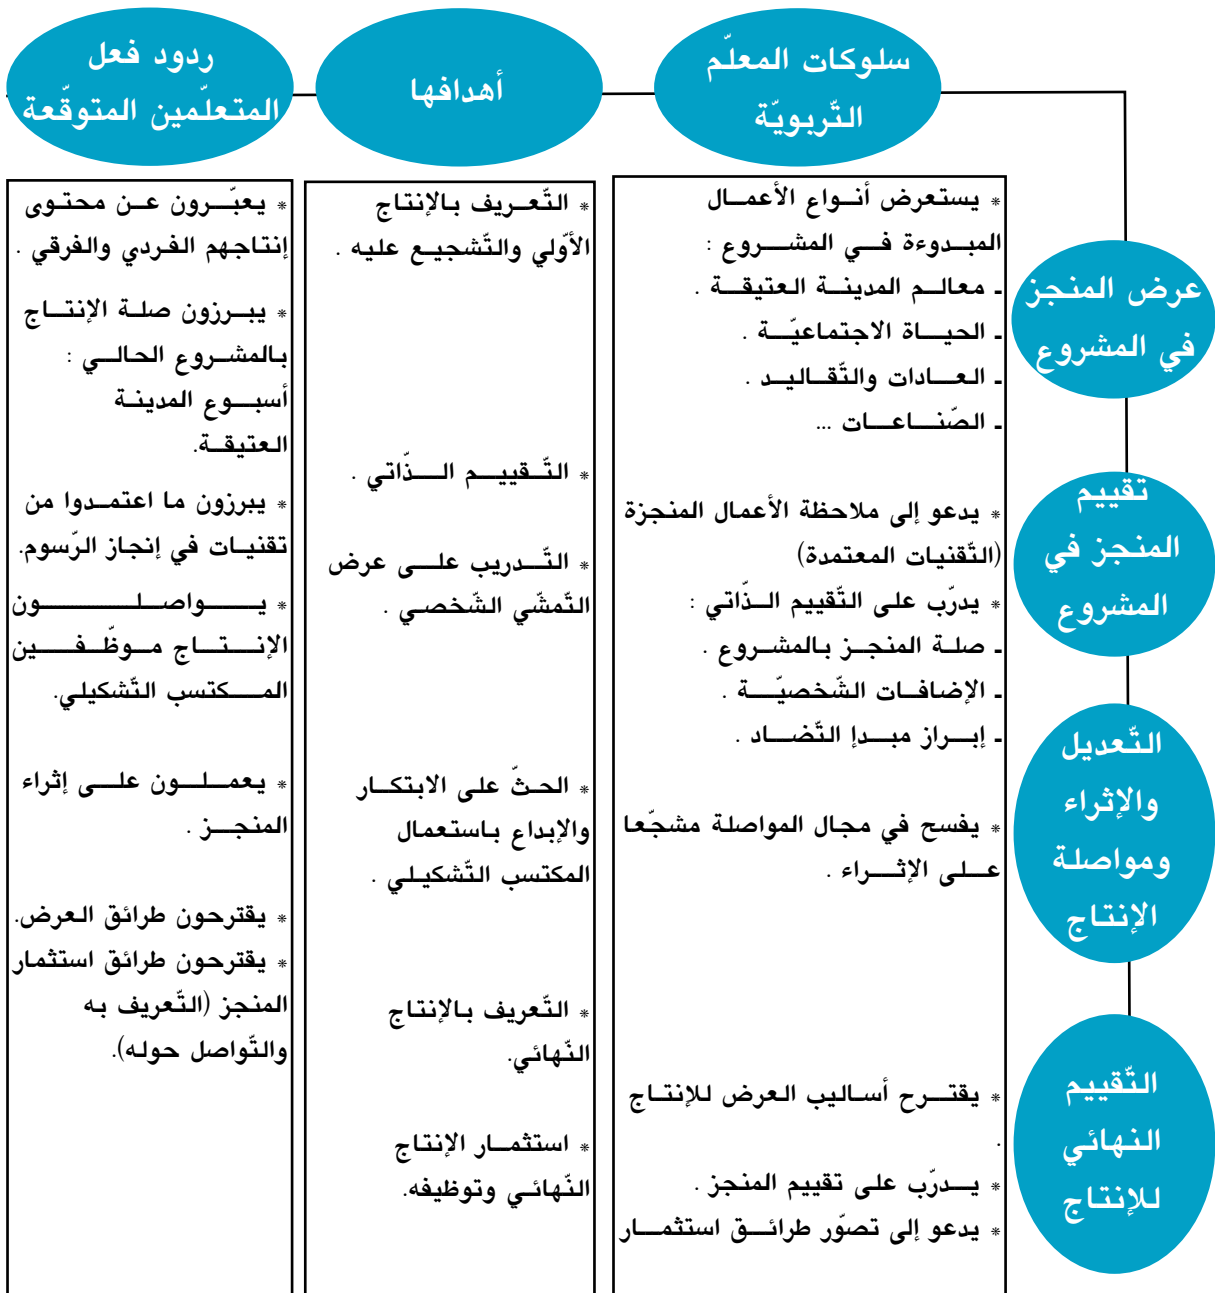 سلوكات المعلّم
التّربويّة
أهدافها
ردود فعل
المتعلّمين المتوقّعة
عرض المنجز
في المشروع
تقييم
المنجز في
المشروع
التّعديل
والإثراء
ومواصلة
الإنتاج
التّقييم
النهائي
للإنتاج
* يستعرض أنواع الأعمال
المبدوءة في المشروع :
ـ معالم المدينة العتيقة .
ـ الحياة الاجتماعيّة .
ـ العادات والتّقاليد .
ـ الصّناعات ...
* يدعو إلى ملاحظة الأعمال المنجزة
(التّقنيات المعتمدة)
* يدرّب على التّقييم الذّاتي :
ـ صلة المنجز بالمشروع .
ـ الإضافات الشّخصيّة .
ـ إبراز مبدإ التّضاد .
* يفسح في مجال المواصلة مشجّعا
على الإثراء .
* يقترح أساليب العرض للإنتاج
.
* يدرّب على تقييم المنجز .
* يدعو إلى تصوّر طرائق استثمار
* التّعريف بالإنتاج
الأوّلي والتّشجيع عليه .
* التّقييم الذّاتي .
* التّدريب على عرض
التّمشّي الشّخصي .
* الحثّ على الابتكار
والإبداع باستعمال
المكتسب التّشكيلي .
* التّعريف بالإنتاج
النّهائي.
* استثمار الإنتاج
النّهائي وتوظيفه.
* يعبّرون عن محتوى
إنتاجهم الفردي والفرقي .
* يبرزون صلة الإنتاج
بالمشروع الحالي :
أسبوع المدينة
العتيقة.
* يبرزون ما اعتمدوا من
تقنيات في إنجاز الرّسوم.
* يواصلون
الإنتاج موظّفين
المكتسب التّشكيلي.
* يعملون على إثراء
المنجز .
* يقترحون طرائق العرض.
* يقترحون طرائق استثمار
المنجز (التّعريف به
والتّواصل حوله).